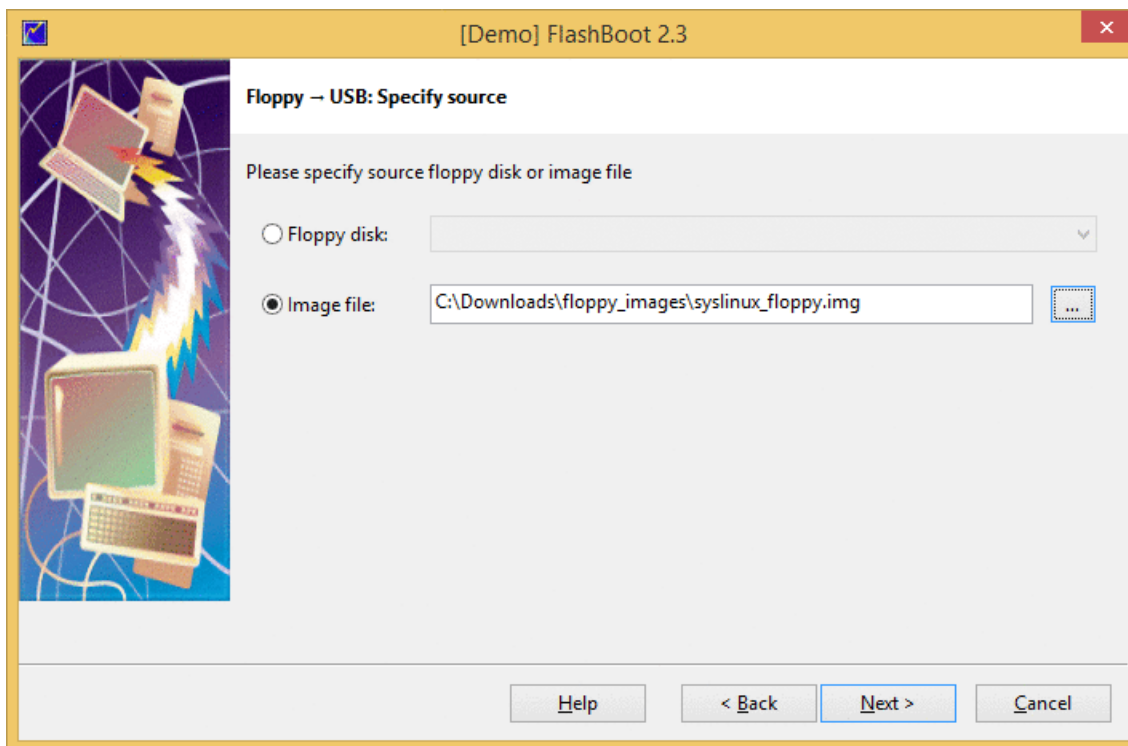 [Demo] FlashBoot 2.3
Floppy → USB: Specify source
Please specify source floppy disk or image file
Floppy disk:
Image file: C:\Downloads\floppy_images\syslinux_floppy.img ...
Help < Back Next > Cancel